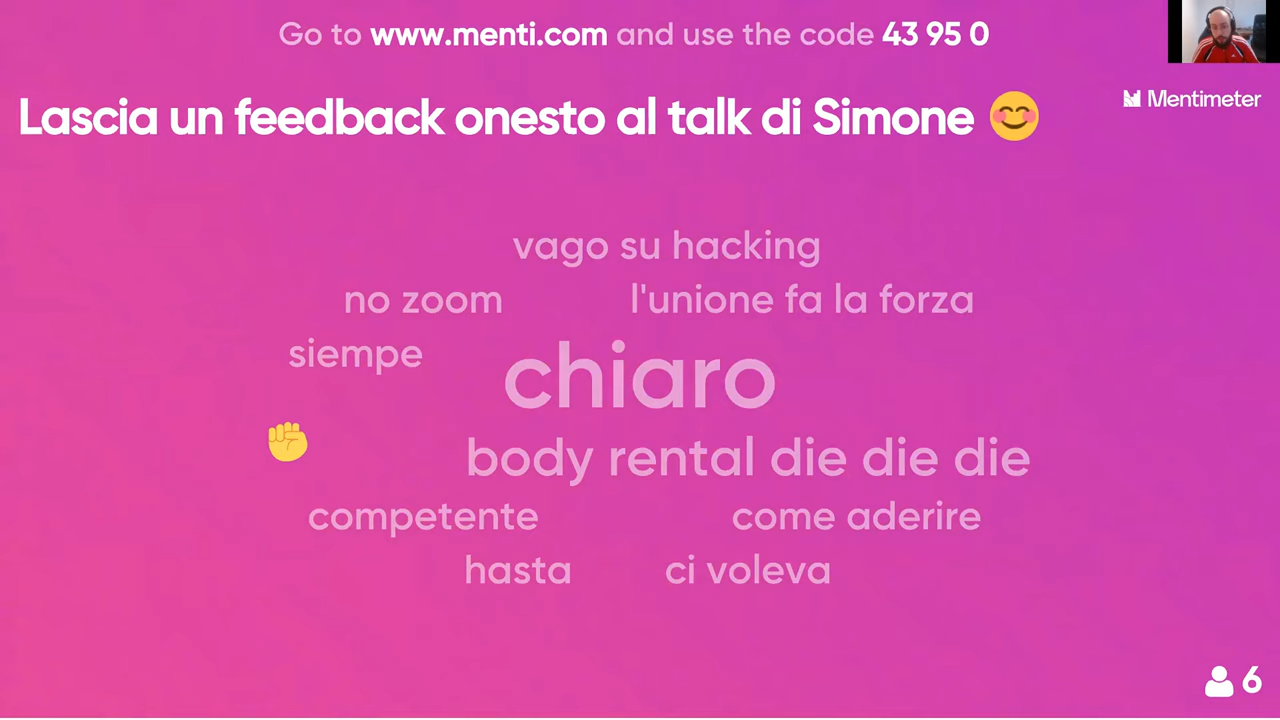 Go to www.menti.com and use the code 43 95 0
Mentimeter
Lascia un feedback onesto al talk di Simone 😊
vago su hacking
no zoom
l'unione fa la forza
siempe
chiaro
✊
body rental die die die
competente
come aderire
hasta
ci voleva
6